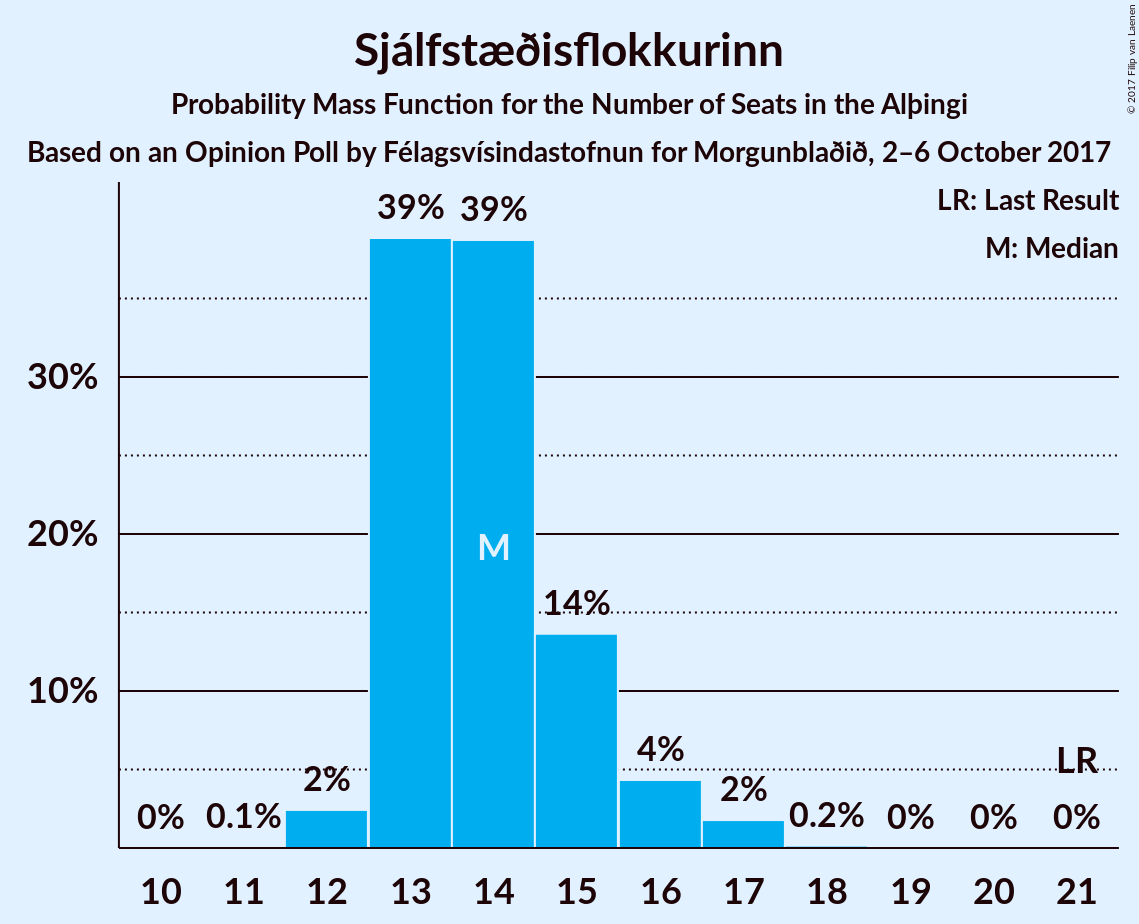 Sjálfstæðisflokkurinn
Probability Mass Function for the Number of Seats in the Alþingi
Based on an Opinion Poll by Félagsvísindastofnun for Morgunblaðið, 2–6 October 2017
© 2017 Filip van Laenen
LR: Last Result
M: Median
39% 39%
30%
20%
M
14%
10%
4%
LR
2% 2%
0% 0.1% 0.2% 0% 0% 0%
10 11 12 13 14 15 16 17 18 19 20 21